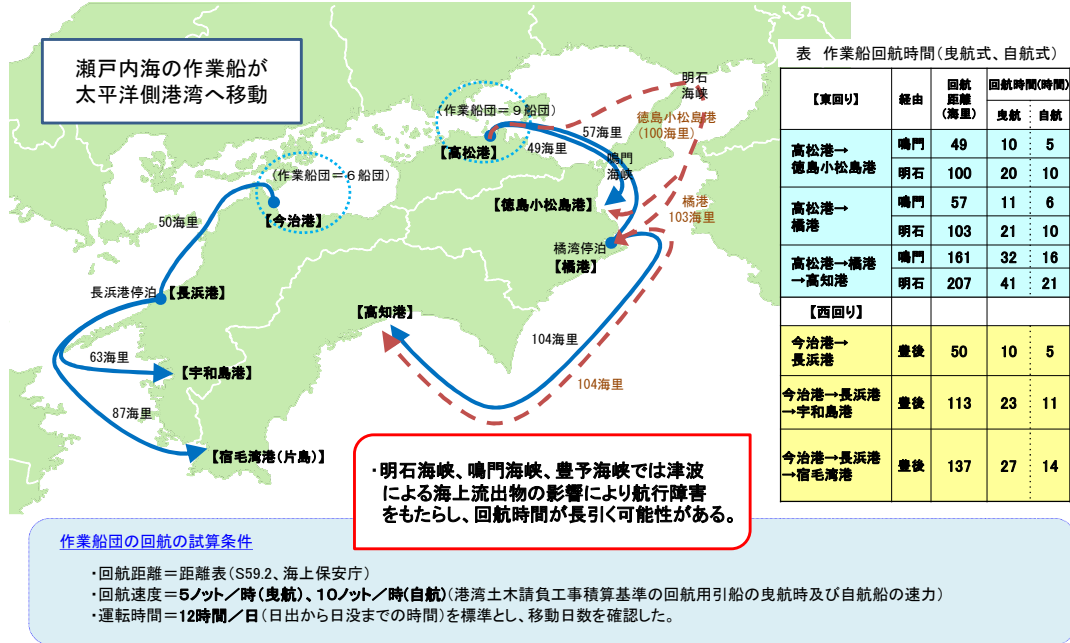 瀬戸内海の作業船が
太平洋側港湾へ移動
明石
海峡
(作業船団＝９船団)
徳島小松島港
(100海里)
57海里
【高松港】
49海里
鳴門
海峡
(作業船団＝６船団)
【徳島小松島港】
橘港
103海里
【今治港】
50海里
橘湾停泊
【橘港】
長浜港停泊
【長浜港】
【高知港】
104海里
63海里
【宇和島港】
104海里
87海里
【宿毛湾港(片島)】
表　作業船回航時間(曳航式、自航式)
【東回り】 経由 回航距離(海里) 回航時間(時間)
曳航 自航
高松港→徳島小松島港 鳴門 49 10 5
明石 100 20 10
高松港→橘港 鳴門 57 11 6
明石 103 21 10
高松港→橘港→高知港 鳴門 161 32 16
明石 207 41 21
【西回り】
今治港→長浜港 豊後 50 10 5
今治港→長浜港→宇和島港 豊後 113 23 11
今治港→長浜港→宿毛湾港 豊後 137 27 14
・明石海峡、鳴門海峡、豊予海峡では津波
による海上流出物の影響により航行障害
をもたらし、回航時間が長引く可能性がある。
作業船団の回航の試算条件
・回航距離＝距離表(S59.2、海上保安庁)
・回航速度＝５ノット／時(曳航)、１０ノット／時(自航)(港湾土木請負工事積算基準の回航用引船の曳航時及び自航船の速力)
・運転時間＝12時間／日(日出から日没までの時間)を標準とし、移動日数を確認した。